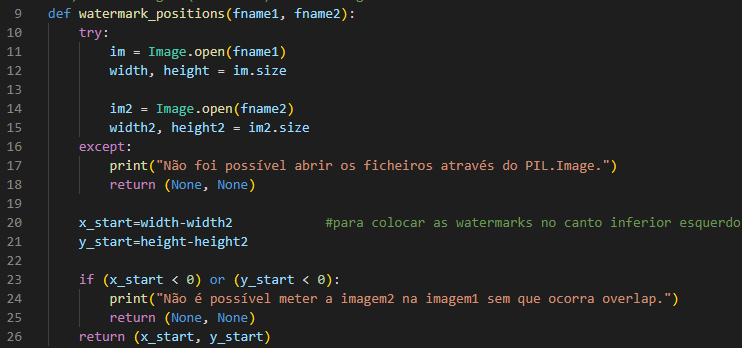 9 def watermark_positions(fname1, fname2):
10 try:
11 im = Image.open(fname1)
12 width, height = im.size
13
14 im2 = Image.open(fname2)
15 width2, height2 = im2.size
16 except:
17 print("Não foi possível abrir os ficheiros através do PIL.Image.")
18 return (None, None)
19
20 x_start=width-width2 #para colocar as watermarks no canto inferior esquerdo
21 y_start=height-height2
22
23 if (x_start < 0) or (y_start < 0):
24 print("Não é possível meter a imagem2 na imagem1 sem que ocorra overlap.")
25 return (None, None)
26 return (x_start, y_start)